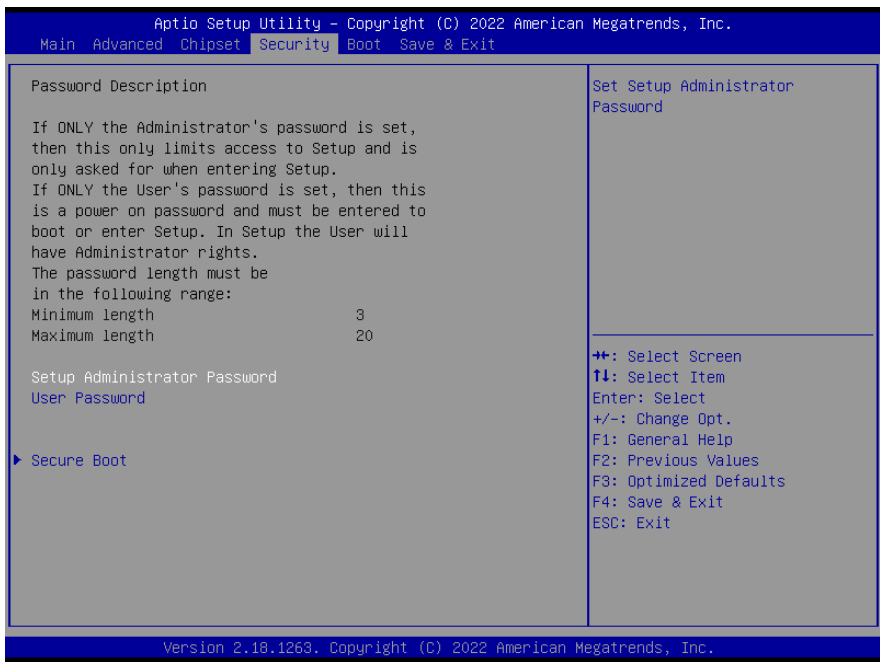 Aptio Setup Utility – Copyright (C) 2022 American Megatrends, Inc.
Main Advanced Chipset Security Boot Save & Exit
Password Description
If ONLY the Administrator's password is set,
then this only limits access to Setup and is
only asked for when entering Setup.
If ONLY the User's password is set, then this
is a power on password and must be entered to
boot or enter Setup. In Setup the User will
have Administrator rights.
The password length must be
in the following range:
Minimum length 3
Maximum length 20
Setup Administrator Password
User Password
Secure Boot
Set Setup Administrator
Password
→←: Select Screen
↑↓: Select Item
Enter: Select
+/-: Change Opt.
F1: General Help
F2: Previous Values
F3: Optimized Defaults
F4: Save & Exit
ESC: Exit
Version 2.18.1263. Copyright (C) 2022 American Megatrends, Inc.